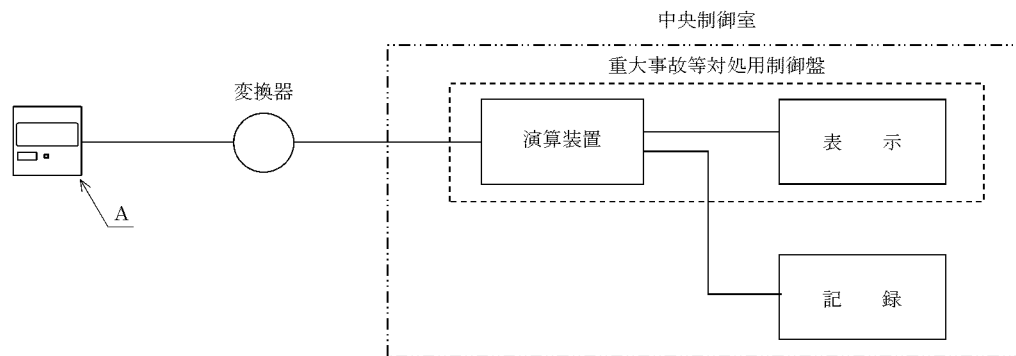 中央制御室
重大事故等対処用制御盤
変換器
演算装置
表 示
A
記 録